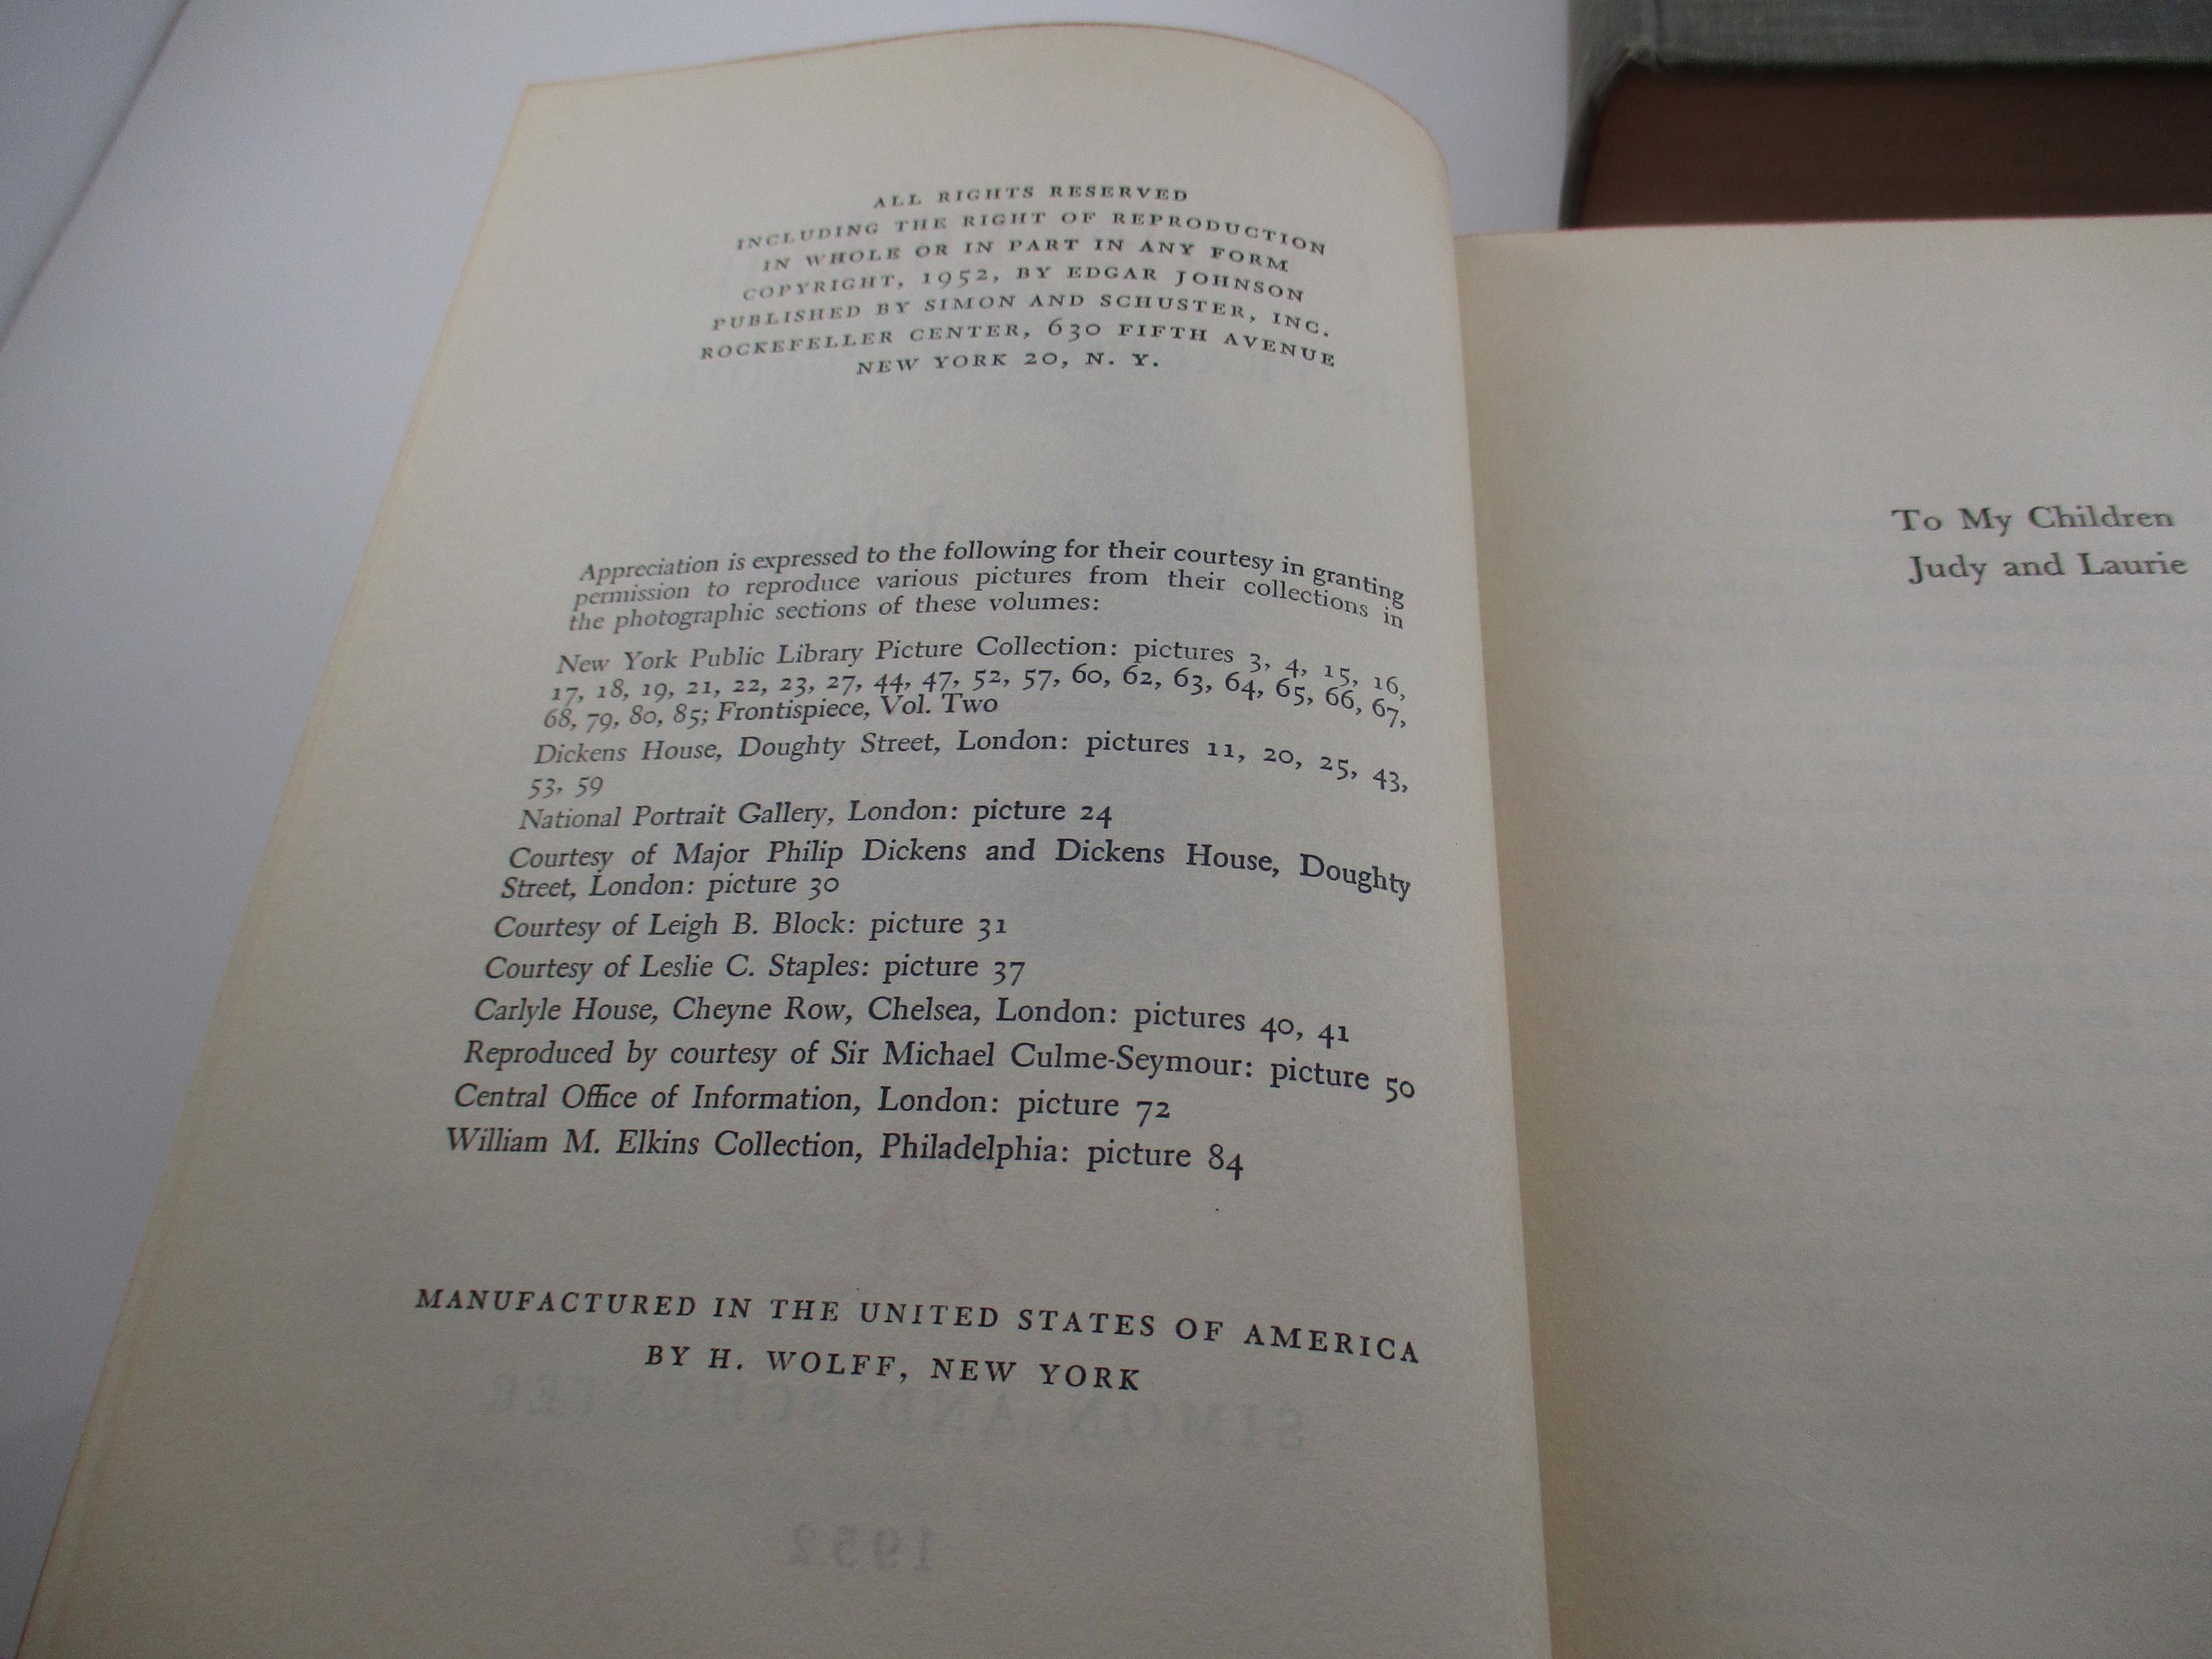 ALL RIGHTS RESERVED
INCLUDING THE RIGHT OF REPRODUCTION
IN WHOLE OR IN PART IN ANY FORM
COPYRIGHT, 1952, BY EDGAR JOHNSON
PUBLISHED BY SIMON AND SCHUSTER, INC.
ROCKEFELLER CENTER, 630 FIFTH AVENUE
NEW YORK 20, N. Y.
Appreciation is expressed to the following for their courtesy in granting
permission to reproduce various pictures from their collections in
the photographic sections of these volumes:
New York Public Library Picture Collection: pictures 3, 4, 15, 16,
17, 18, 19, 21, 22, 23, 27, 44, 47, 52, 57, 60, 62, 63, 64, 65, 66, 67,
68, 79, 80, 85; Frontispiece, Vol. Two
Dickens House, Doughty Street, London: pictures 11, 20, 25, 43,
53, 59
National Portrait Gallery, London: picture 24
Courtesy of Major Philip Dickens and Dickens House, Doughty
Street, London: picture 30
Courtesy of Leigh B. Block: picture 31
Courtesy of Leslie C. Staples: picture 37
Carlyle House, Cheyne Row, Chelsea, London: pictures 40, 41
Reproduced by courtesy of Sir Michael Culme-Seymour: picture 50
Central Office of Information, London: picture 72
William M. Elkins Collection, Philadelphia: picture 84
MANUFACTURED IN THE UNITED STATES OF AMERICA
BY H. WOLFF, NEW YORK
SIMON AND SCHUSTER
1952
To My Children
Judy and Laurie